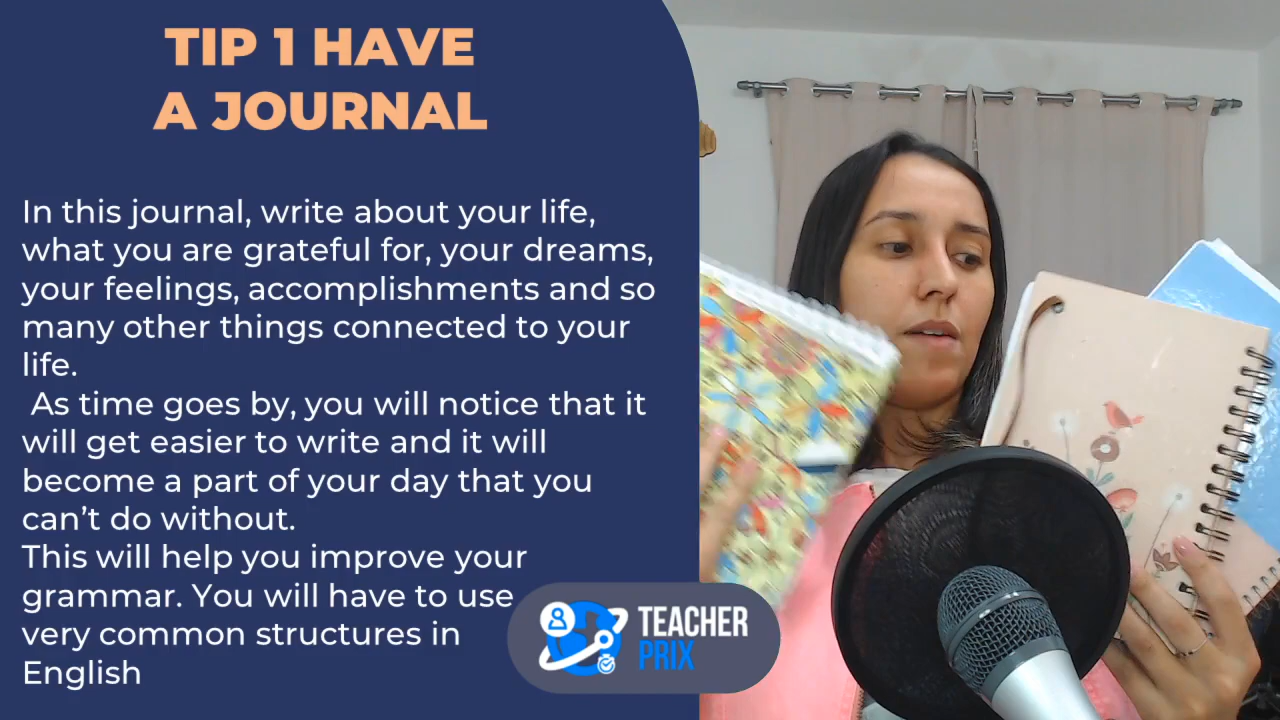 TIP 1 HAVE
A JOURNAL
In this journal, write about your life,
what you are grateful for, your dreams,
your feelings, accomplishments and so
many other things connected to your
life.
As time goes by, you will notice that it
will get easier to write and it will
become a part of your day that you
can't do without.
This will help you improve your
grammar. You will have to use
very common structures in
English
TEACHER
PRIX